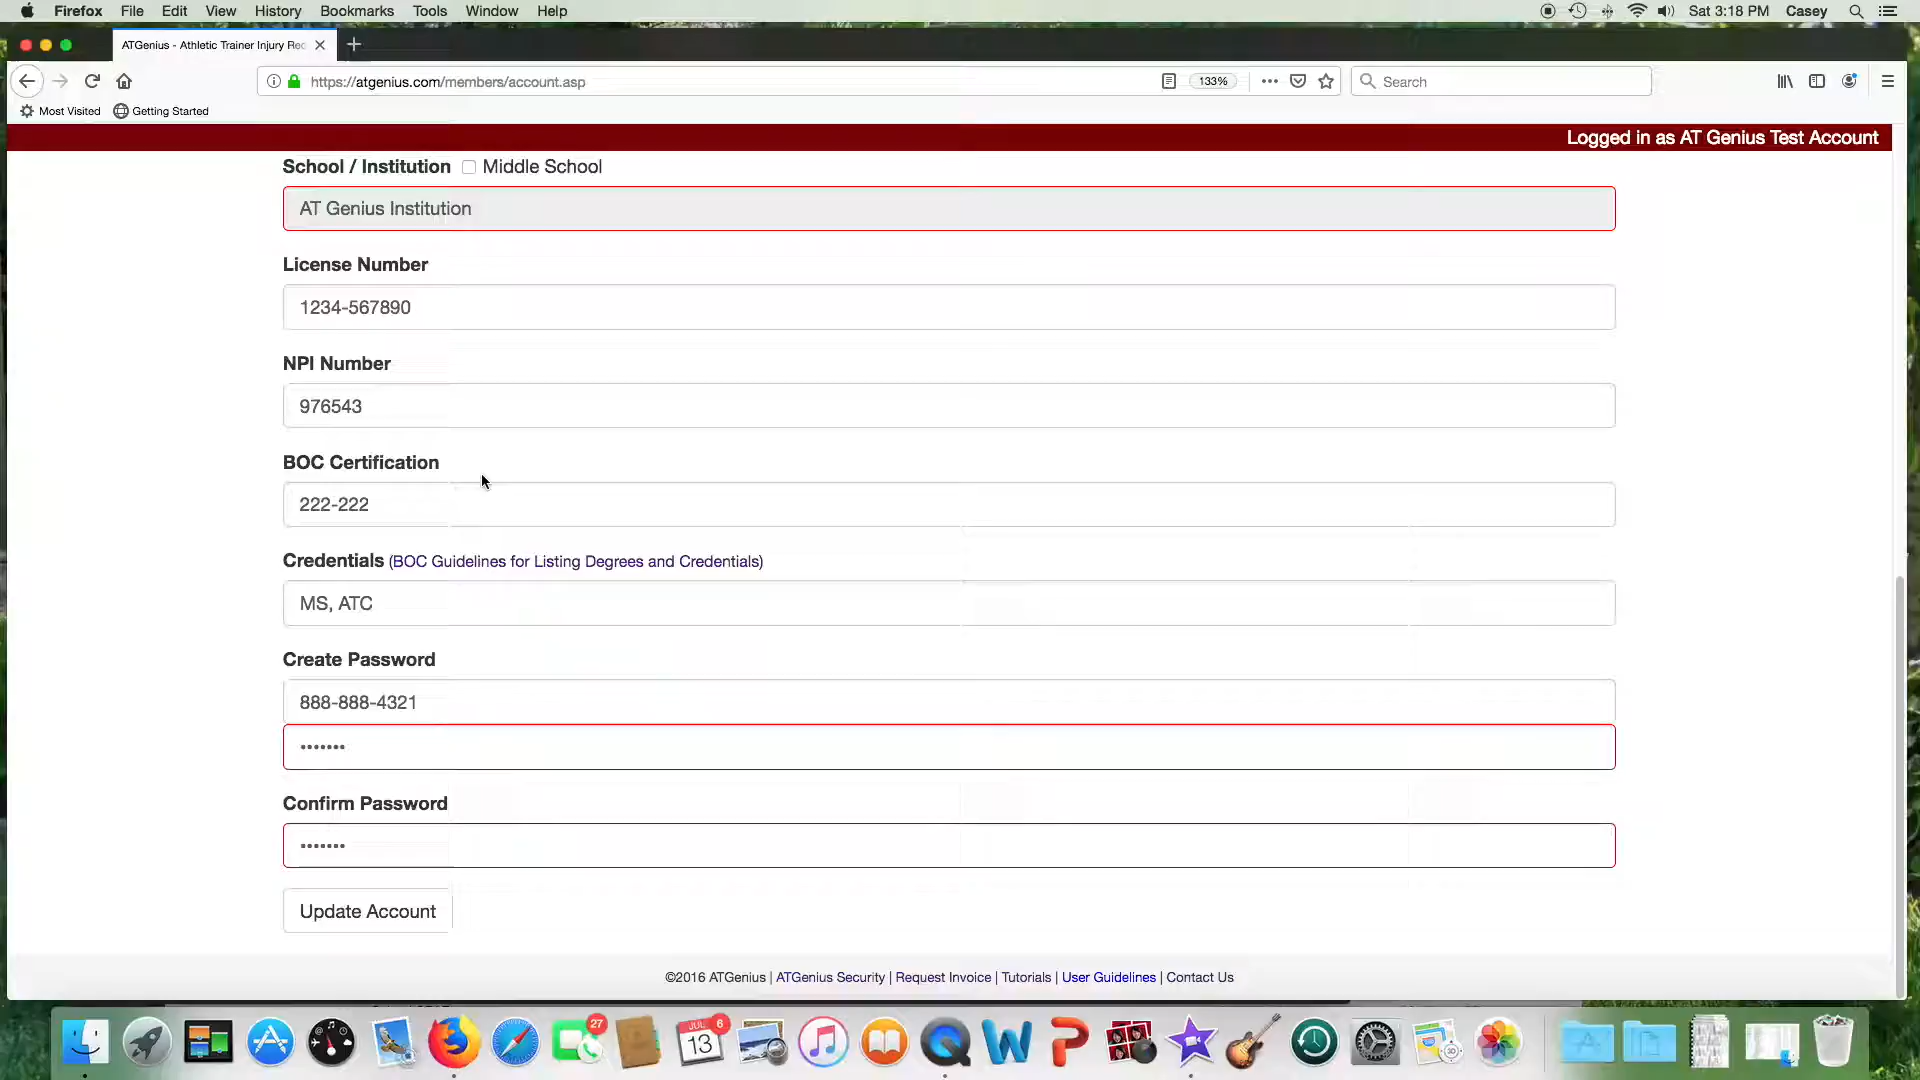 Firefox File Edit View History Bookmarks Tools Window Help Sat 3:18 PM Casey
ATGenius - Athletic Trainer Injury Rec
https://atgenius.com/members/account.asp 133% Search
Most Visited Getting Started
Logged in as AT Genius Test Account
School / Institution Middle School
AT Genius Institution
License Number
1234-567890
NPI Number
976543
BOC Certification
222-222
Credentials (BOC Guidelines for Listing Degrees and Credentials)
MS, ATC
Create Password
888-888-4321
•••••••
Confirm Password
•••••••
Update Account
©2016 ATGenius | ATGenius Security | Request Invoice | Tutorials | User Guidelines | Contact Us
27
JUL 6
13